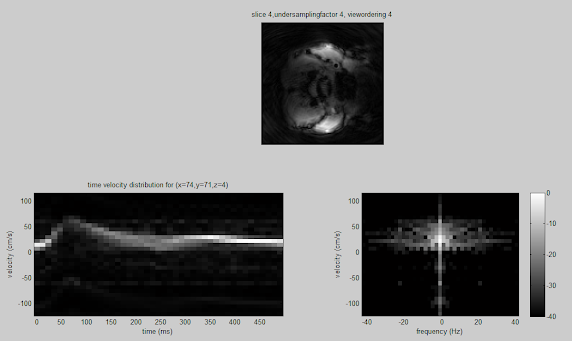 slice 4,undersamplingfactor 4, viewordering 4
time velocity distribution for (x=74,y=71,z=4)
velocity (cm/s)
100
50
0
-50
-100
0 50 100 150 200 250 300 350 400 450
time (ms)
velocity (cm/s)
100
50
0
-50
-100
-40 -20 0 20 40
frequency (Hz)
0
-10
-20
-30
-40